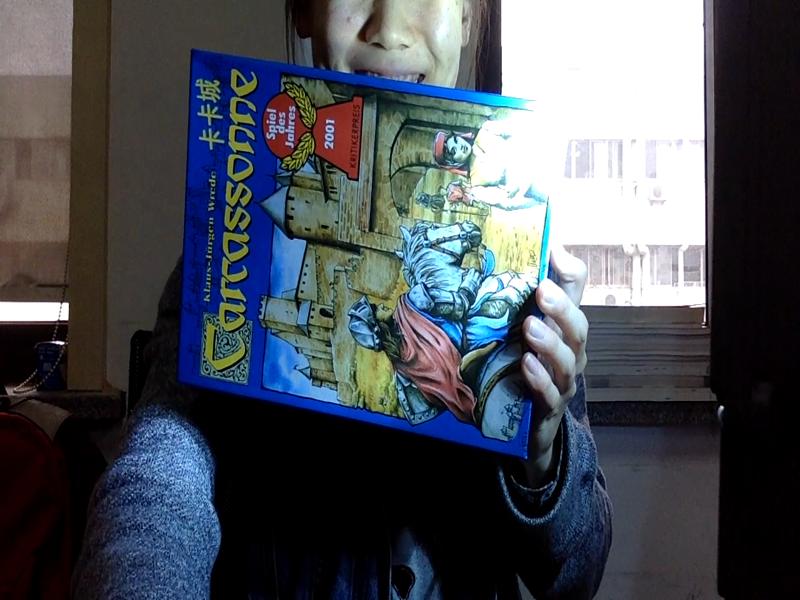 卡卡城
Klaus-Jürgen Wrede
Carcassonne
Spiel
des
Jahres
2001
KRITIKERPREIS